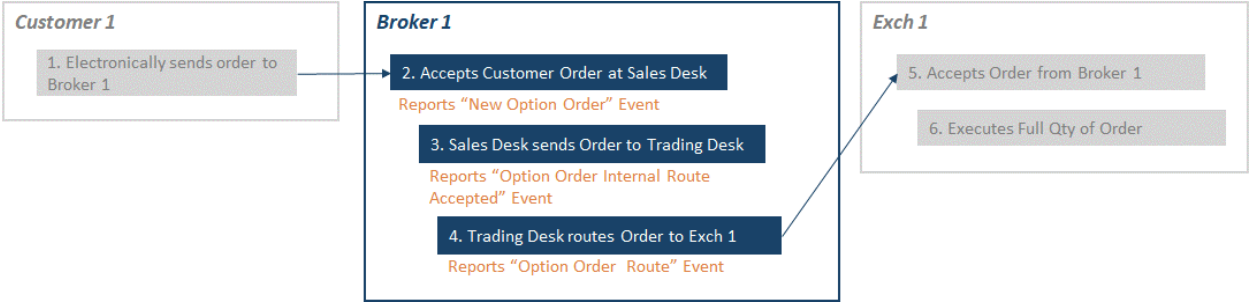 Customer 1
1. Electronically sends order to
Broker 1
Broker 1
2. Accepts Customer Order at Sales Desk
Reports “New Option Order” Event
3. Sales Desk sends Order to Trading Desk
Reports “Option Order Internal Route
Accepted” Event
4. Trading Desk routes Order to Exch 1
Reports “Option Order Route” Event
Exch 1
5. Accepts Order from Broker 1
6. Executes Full Qty of Order